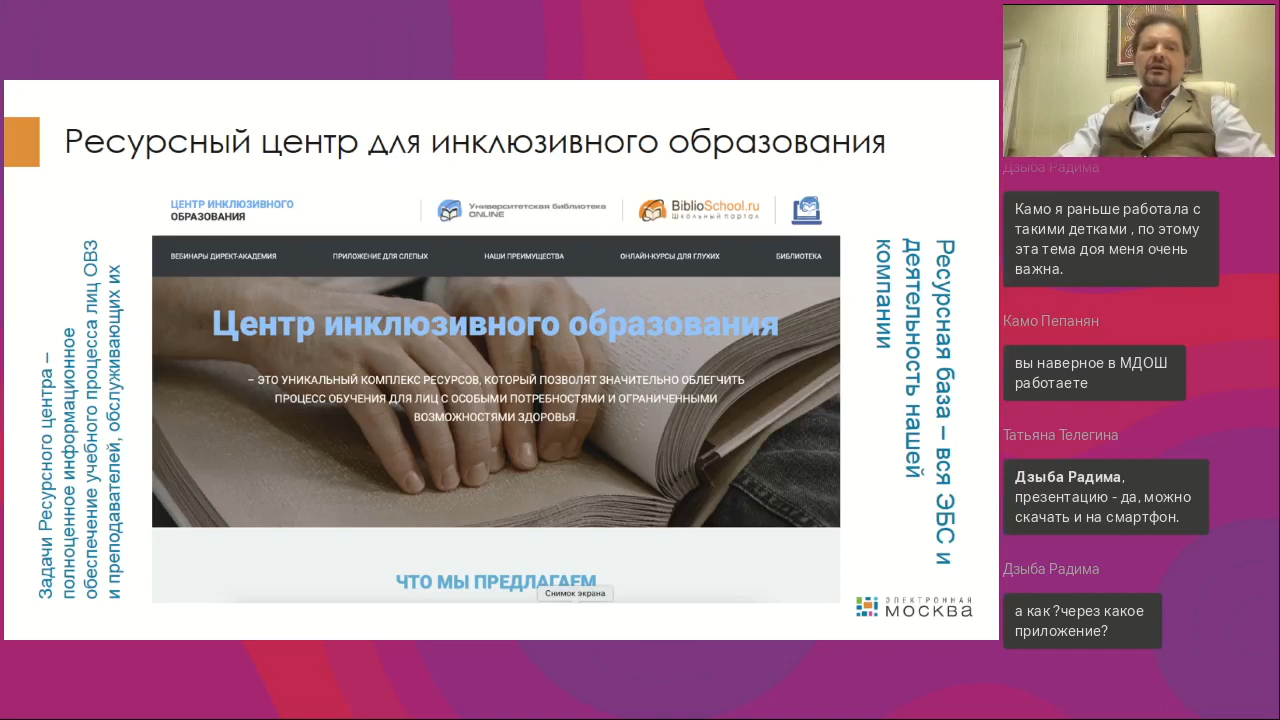 Ресурсный центр для инклюзивного образования
Задачи Ресурсного центра –
полноценное информационное
обеспечение учебного процесса лиц ОВЗ
и преподавателей, обслуживающих их
ЦЕНТР ИНКЛЮЗИВНОГО
ОБРАЗОВАНИЯ
Университетская библиотека
ONLINE
BiblioSchool.ru
Школьный портал
ВЕБИНАРЫ ДИРЕКТ-АКАДЕМИЯ
ПРИЛОЖЕНИЕ ДЛЯ СЛЕПЫХ
НАШИ ПРЕИМУЩЕСТВА
ОНЛАЙН-КУРСЫ ДЛЯ ГЛУХИХ
БИБЛИОТЕКА
Центр инклюзивного образования
– ЭТО УНИКАЛЬНЫЙ КОМПЛЕКС РЕСУРСОВ, КОТОРЫЙ ПОЗВОЛЯТ ЗНАЧИТЕЛЬНО ОБЛЕГЧИТЬ
ПРОЦЕСС ОБУЧЕНИЯ ДЛЯ ЛИЦ С ОСОБЫМИ ПОТРЕБНОСТЯМИ И ОГРАНИЧЕННЫМИ
ВОЗМОЖНОСТЯМИ ЗДОРОВЬЯ.
ЧТО МЫ ПРЕДЛАГАЕМ
Снимок экрана
Ресурсная база – вся ЭБС и
деятельность нашей
компании
ЭЛЕКТРОННАЯ
МОСКВА
Дзыба Радима
Камо я раньше работала с
такими детками , по этому
эта тема доя меня очень
важна.
Камо Пепанян
вы наверное в МДОШ
работаете
Татьяна Телегина
Дзыба Радима,
презентацию - да, можно
скачать и на смартфон.
Дзыба Радима
а как ?через какое
приложение?